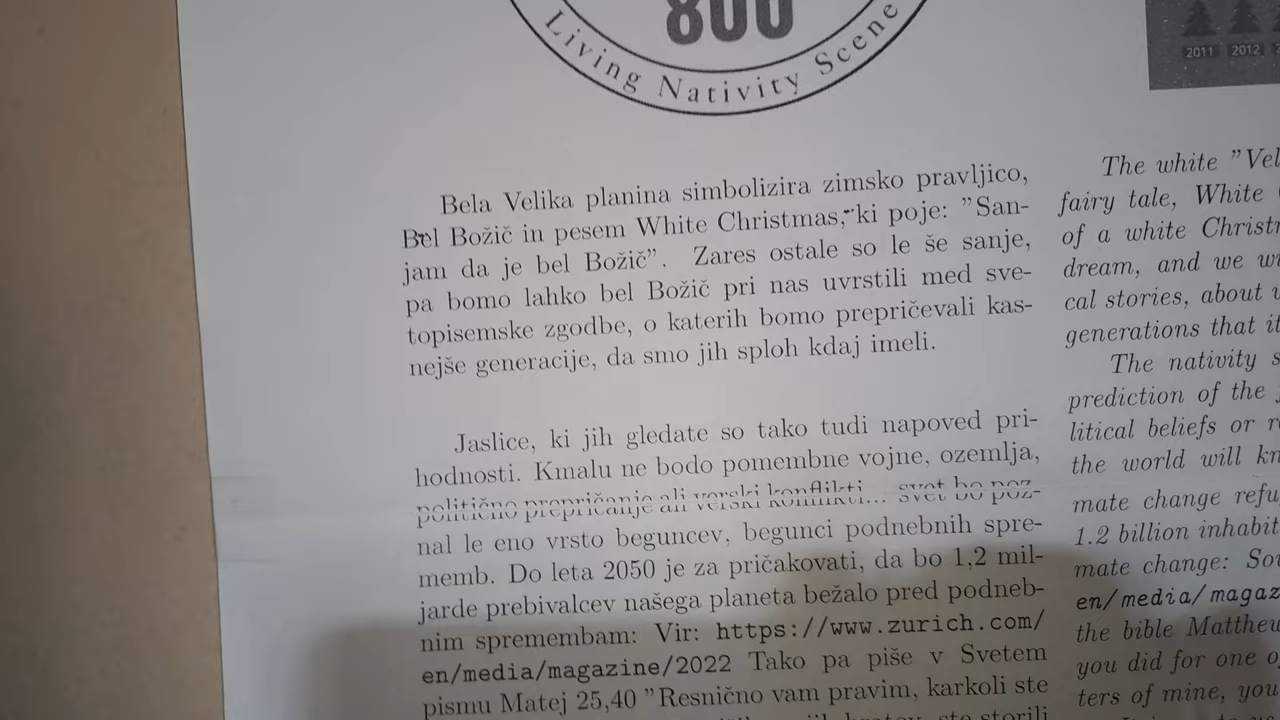 800
Living Nativity Scene
2011 2012
Bela Velika planina simbolizira zimsko pravljico,
Bel Božič in pesem White Christmas, ki poje: "San-
jam da je bel Božič". Zares ostale so le še sanje,
pa bomo lahko bel Božič pri nas uvrstili med sve-
topisemske zgodbe, o katerih bomo prepričevali kas-
nejše generacije, da smo jih sploh kdaj imeli.
Jaslice, ki jih gledate so tako tudi napoved pri-
hodnosti. Kmalu ne bodo pomembne vojne, ozemlja,
politično prepričanje ali verski konflikti... svet bo poz-
nal le eno vrsto beguncev, begunci podnebnih spre-
memb. Do leta 2050 je za pričakovati, da bo 1,2 mil-
jarde prebivalcev našega planeta bežalo pred podneb-
nim spremembam: Vir: https://www.zurich.com/
en/media/magazine/2022 Tako pa piše v Svetem
pismu Matej 25,40 "Resnično vam pravim, karkoli ste
storili
The white "Vel
fairy tale, White
of a white Christ
dream, and we
cal stories, about
generations that
The nativity
prediction of the
litical beliefs or
the world will
mate change refu
1.2 billion inhabit
mate change:
en/media/magaz
the bible Matthew
you did for one
ters of mine, you